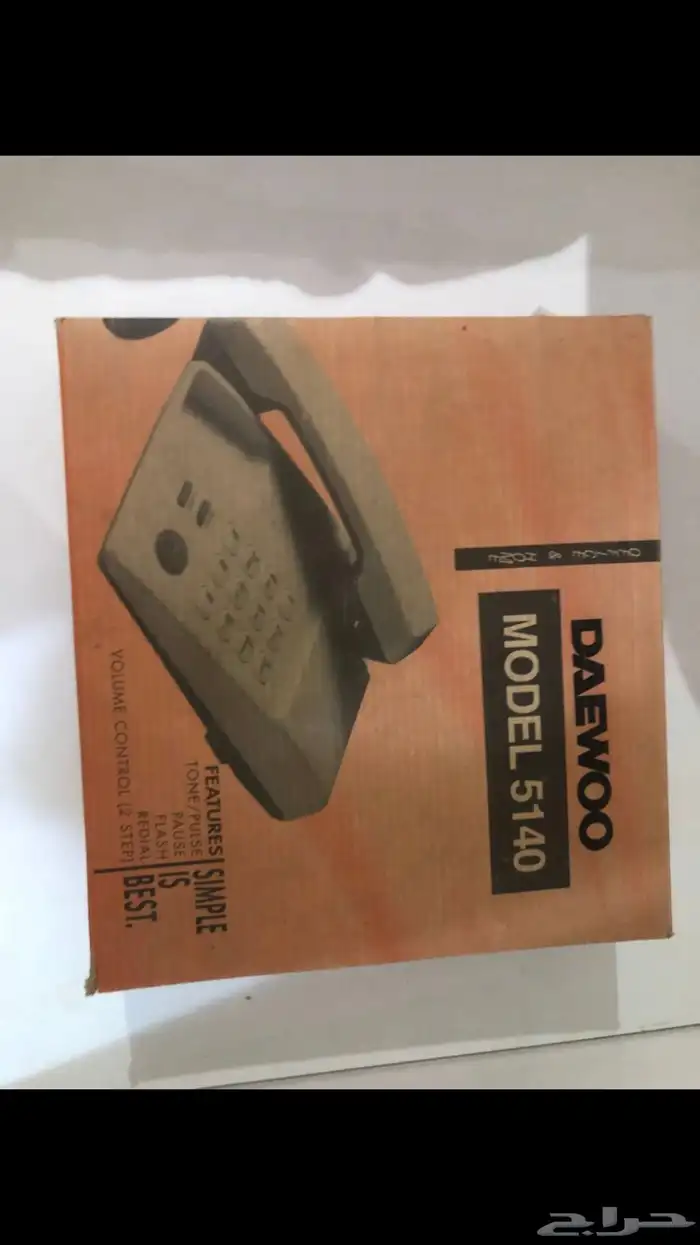 OFFICE & HOME
DAEWOO
MODEL 5140
FEATURES
TONE/PULSE
PAUSE
FLASH
REDIAL
VOLUME CONTROL (2 STEP)
SIMPLE
IS
BEST.
حراج